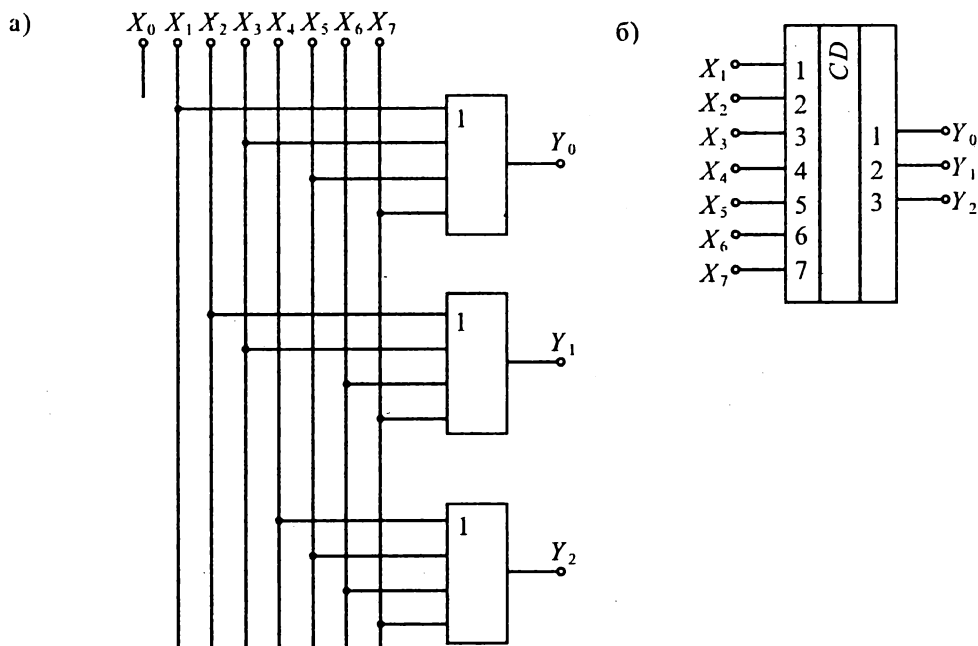 а)
X₀ X₁ X₂ X₃ X₄ X₅ X₆ X₇
1
Y₀
1
Y₁
1
Y₂
б)
CD
X₁ 1
X₂ 2
X₃ 3
X₄ 4
X₅ 5
X₆ 6
X₇ 7
1 Y₀
2 Y₁
3 Y₂